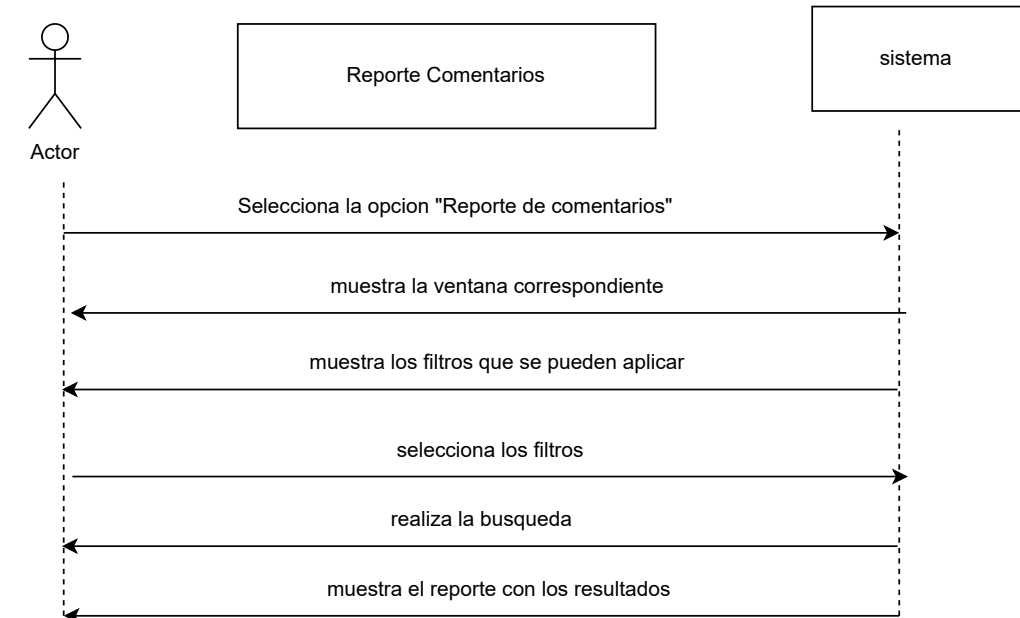 Reporte Comentarios
sistema
Actor
Selecciona la opcion "Reporte de comentarios"
muestra la ventana correspondiente
muestra los filtros que se pueden aplicar
selecciona los filtros
realiza la busqueda
muestra el reporte con los resultados